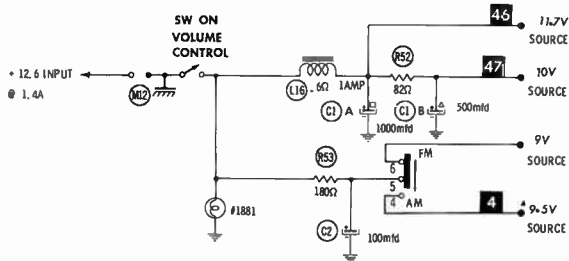 SW ON
VOLUME
CONTROL
46
11.7V
SOURCE
R52
47
10V
SOURCE
+ 12.6 INPUT
@ 1.4A
M12
L16
.6Ω
1AMP
82Ω
C1 A
1000mfd
C1 B
500mfd
R53
180Ω
9V
SOURCE
FM
6
5
4
AM
4
9.5V
SOURCE
#1881
C2
100mfd